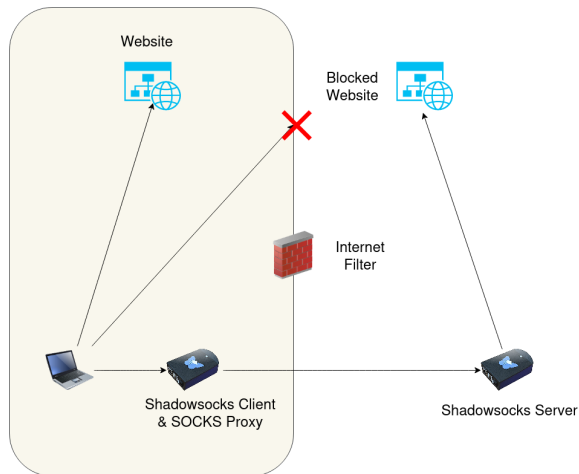 Website
Blocked
Website
Internet
Filter
Shadowsocks Client
& SOCKS Proxy
Shadowsocks Server